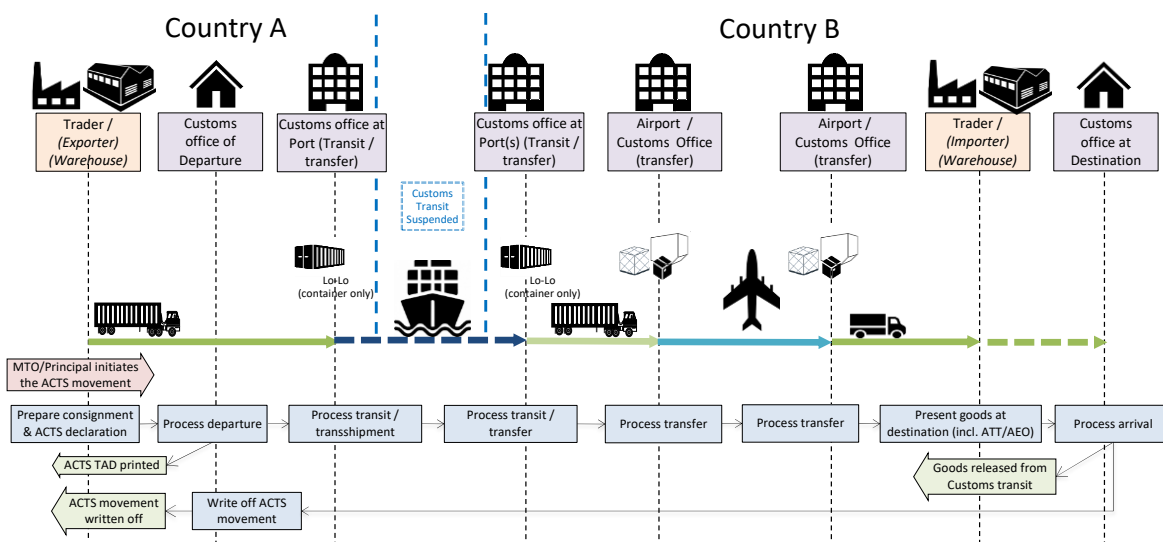 Country A
Country B
Trader /
(Exporter)
(Warehouse)
Customs
office of
Departure
Customs office at
Port (Transit /
transfer)
Customs office at
Port(s) (Transit /
transfer)
Airport /
Customs Office
(transfer)
Airport /
Customs Office
(transfer)
Trader /
(Importer)
(Warehouse)
Customs
office at
Destination
Customs
Transit
Suspended
Lo-Lo
(container only)
Lo-Lo
(container only)
MTO/Principal initiates
the ACTS movement
Prepare consignment
& ACTS declaration
Process departure
Process transit /
transshipment
Process transit /
transfer
Process transfer
Process transfer
Present goods at
destination (incl. ATT/AEO)
Process arrival
ACTS TAD printed
Goods released from
Customs transit
ACTS movement
written off
Write off ACTS
movement